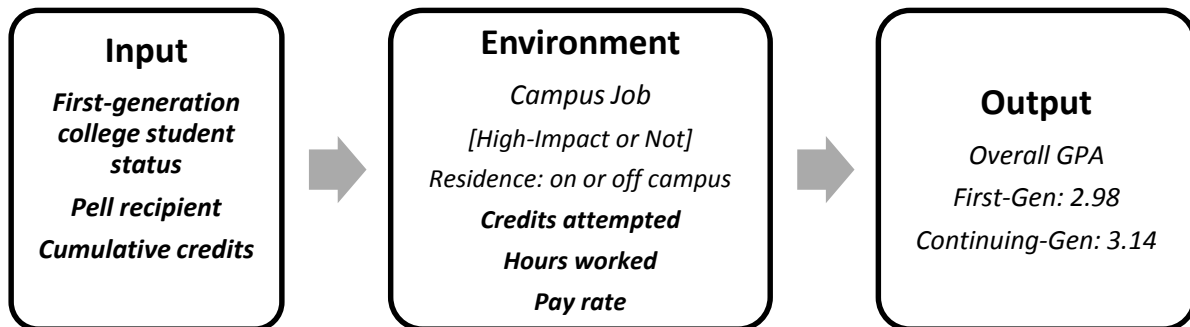 Input
First-generation
college student
status
Pell recipient
Cumulative credits
Environment
Campus Job
[High-Impact or Not]
Residence: on or off campus
Credits attempted
Hours worked
Pay rate
Output
Overall GPA
First-Gen: 2.98
Continuing-Gen: 3.14